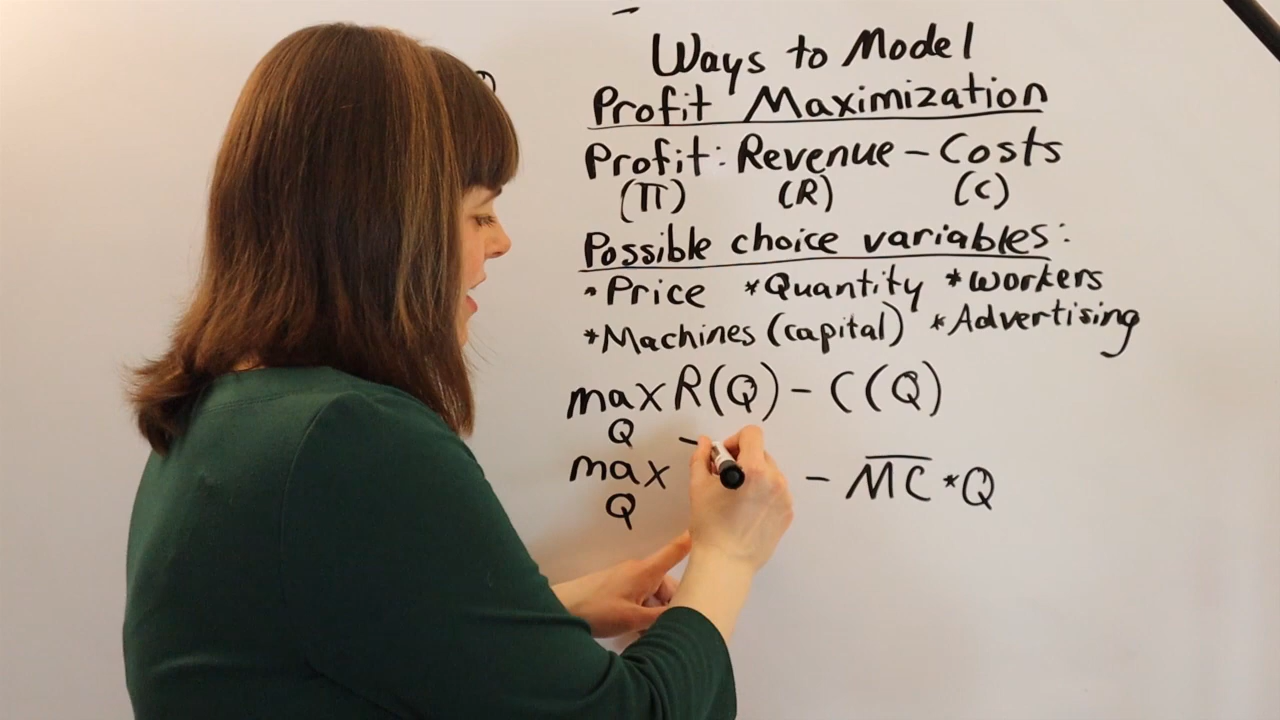 Ways to Model
Profit Maximization
Profit: Revenue - Costs
(π) (R) (C)
Possible choice variables:
*Price *Quantity *Workers
*Machines (capital) *Advertising
max R(Q) - C(Q)
Q
max - M̅C̅ * Q
Q